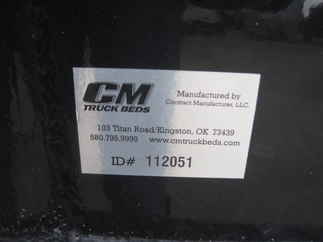 CM
TRUCK BEDS
Manufactured by
Contract Manufacturer, LLC.
103 Titan Road/Kingston, OK 73439
580.795.9999 www.cmtruckbeds.com
ID# 112051